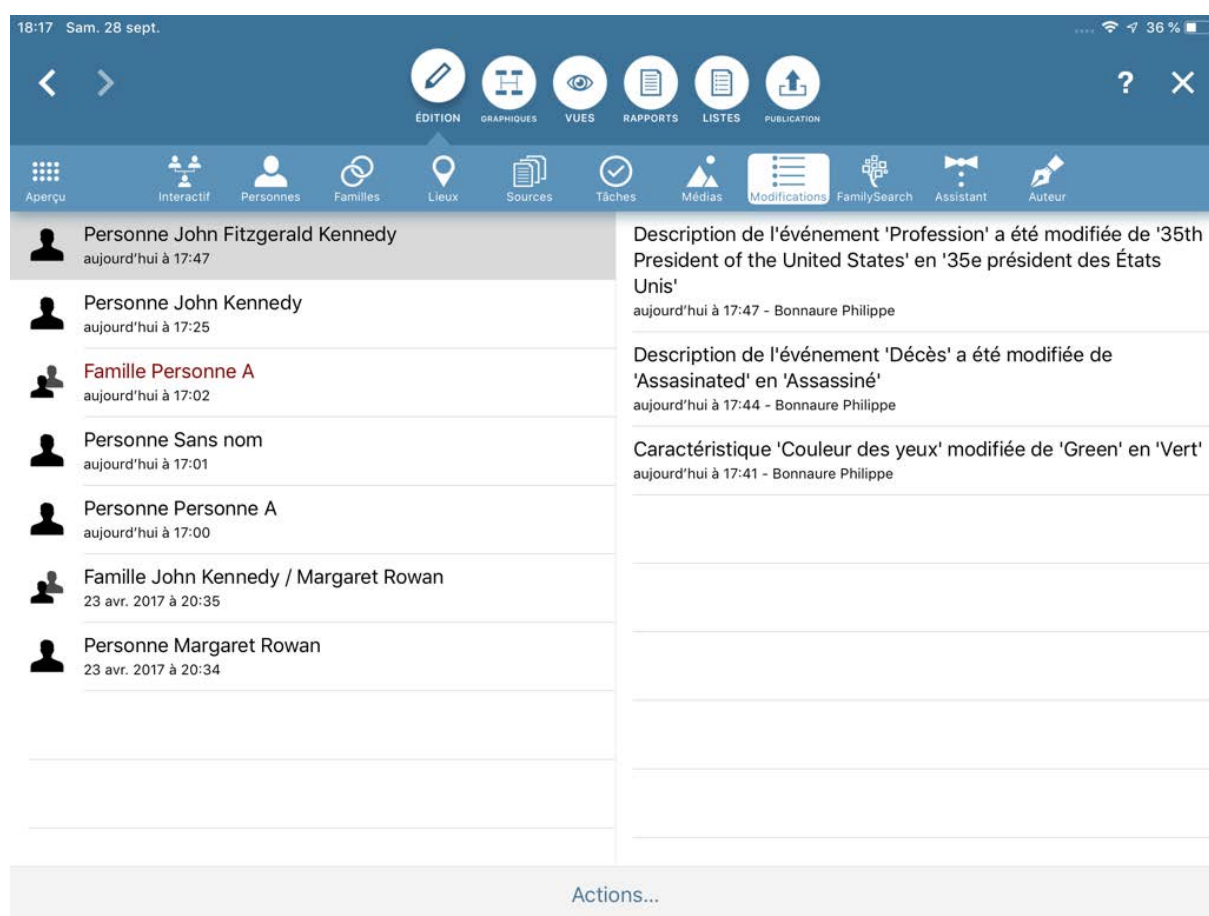 18:17 Sam. 28 sept.
36 %
?
ÉDITION
GRAPHIQUES
VUES
RAPPORTS
LISTES
PUBLICATION
Aperçu
Interactif
Personnes
Familles
Lieux
Sources
Tâches
Médias
Modifications
FamilySearch
Assistant
Auteur
Personne John Fitzgerald Kennedy
aujourd'hui à 17:47
Personne John Kennedy
aujourd'hui à 17:25
Famille Personne A
aujourd'hui à 17:02
Personne Sans nom
aujourd'hui à 17:01
Personne Personne A
aujourd'hui à 17:00
Famille John Kennedy / Margaret Rowan
23 avr. 2017 à 20:35
Personne Margaret Rowan
23 avr. 2017 à 20:34
Description de l'événement 'Profession' a été modifiée de '35th
President of the United States' en '35e président des États
Unis'
aujourd'hui à 17:47 - Bonnaure Philippe
Description de l'événement 'Décès' a été modifiée de
'Assasinated' en 'Assassiné'
aujourd'hui à 17:44 - Bonnaure Philippe
Caractéristique 'Couleur des yeux' modifiée de 'Green' en 'Vert'
aujourd'hui à 17:41 - Bonnaure Philippe
Actions...